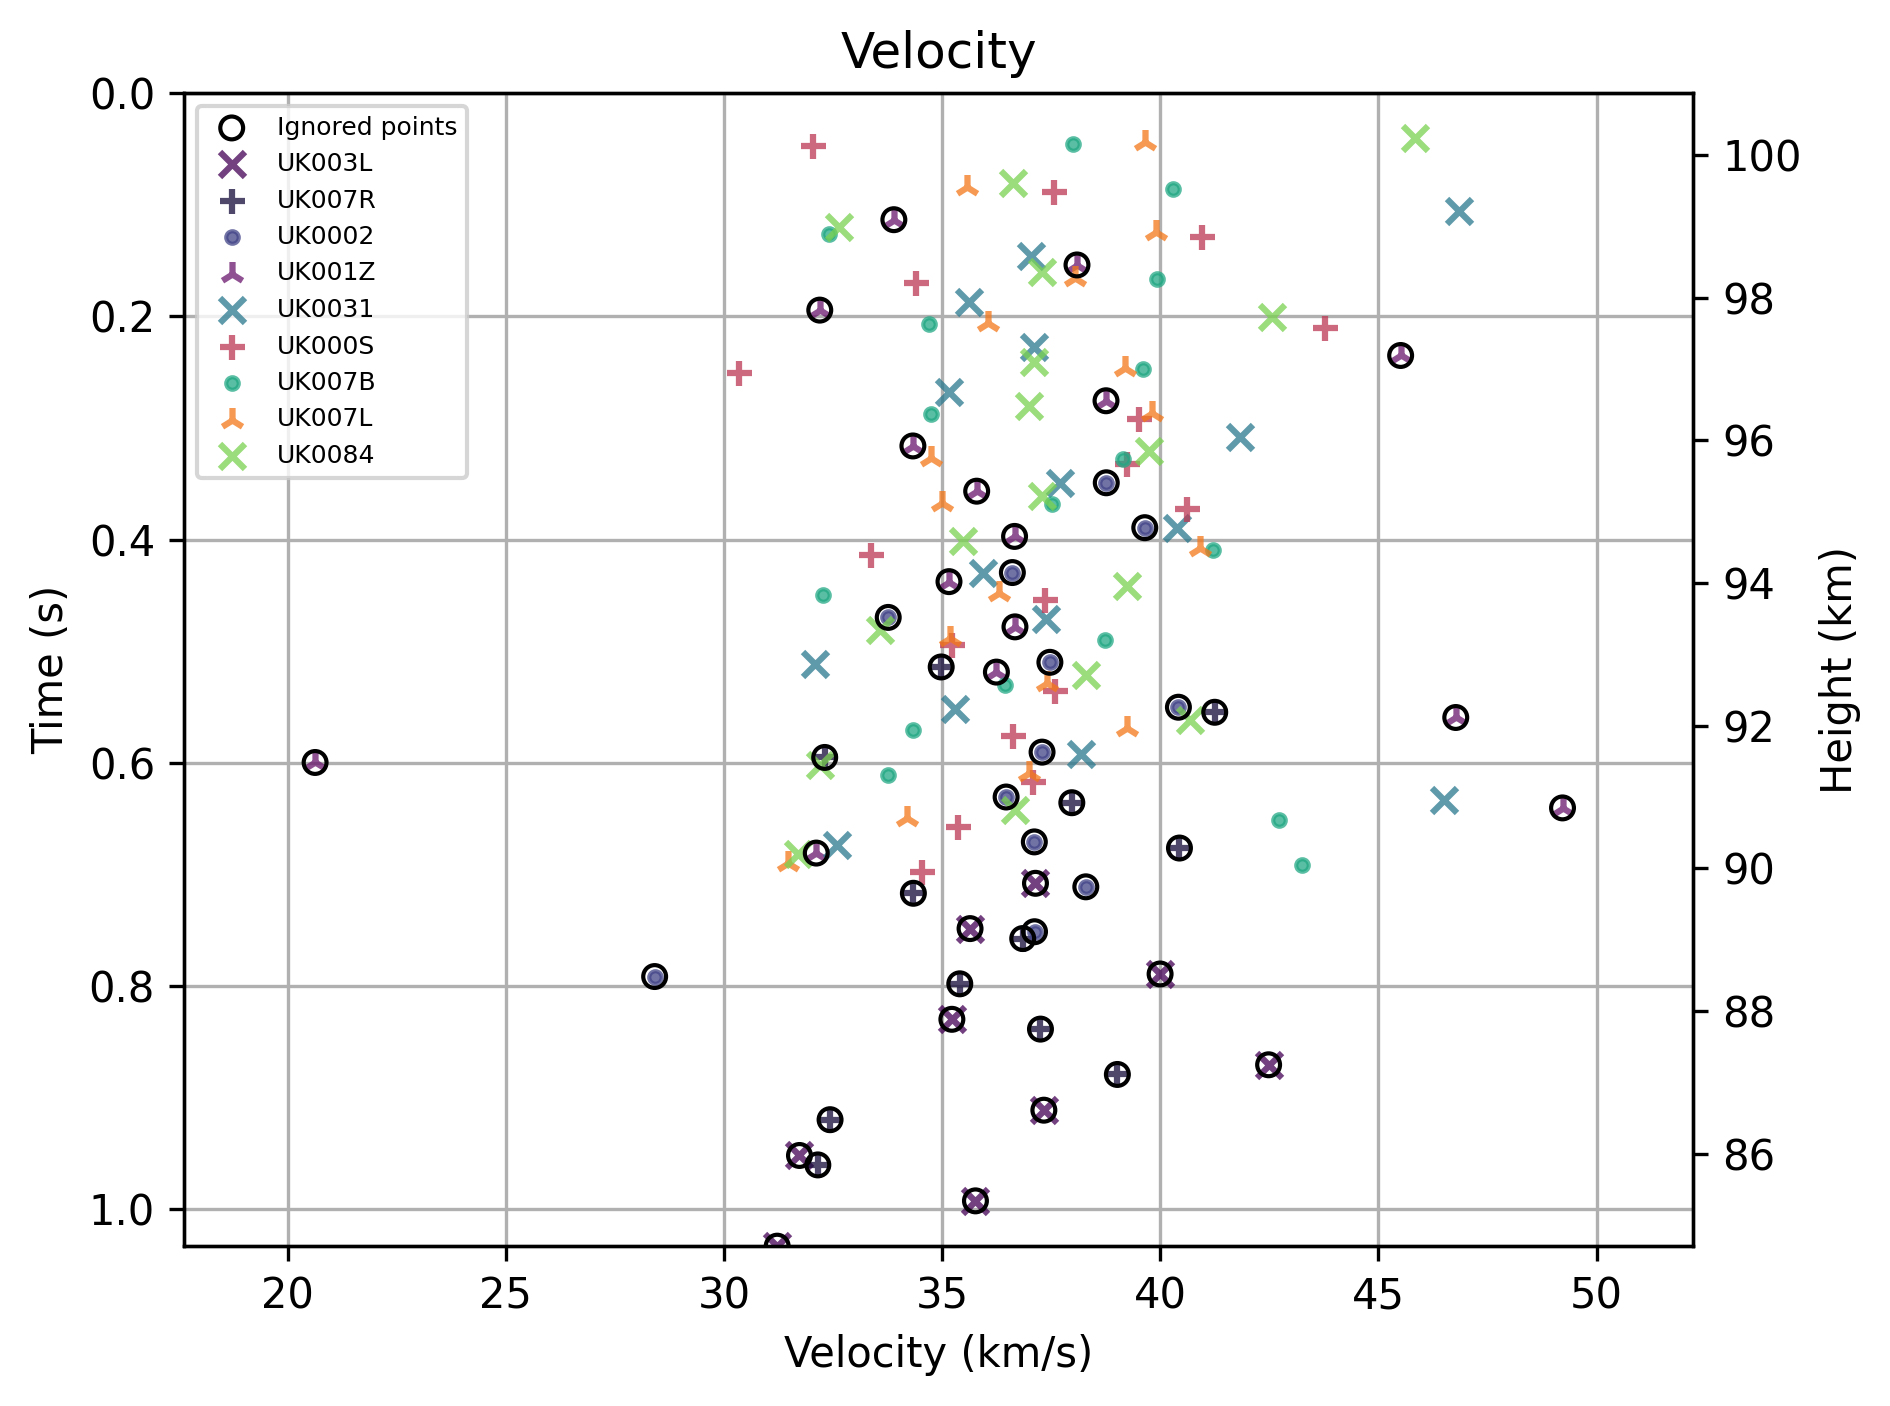 Velocity
0.0
0.2
0.4
0.6
0.8
1.0
Time (s)
Ignored points
UK003L
UK007R
UK0002
UK001Z
UK0031
UK000S
UK007B
UK007L
UK0084
100
98
96
94
92
90
88
86
Height (km)
20 25 30 35 40 45 50
Velocity (km/s)